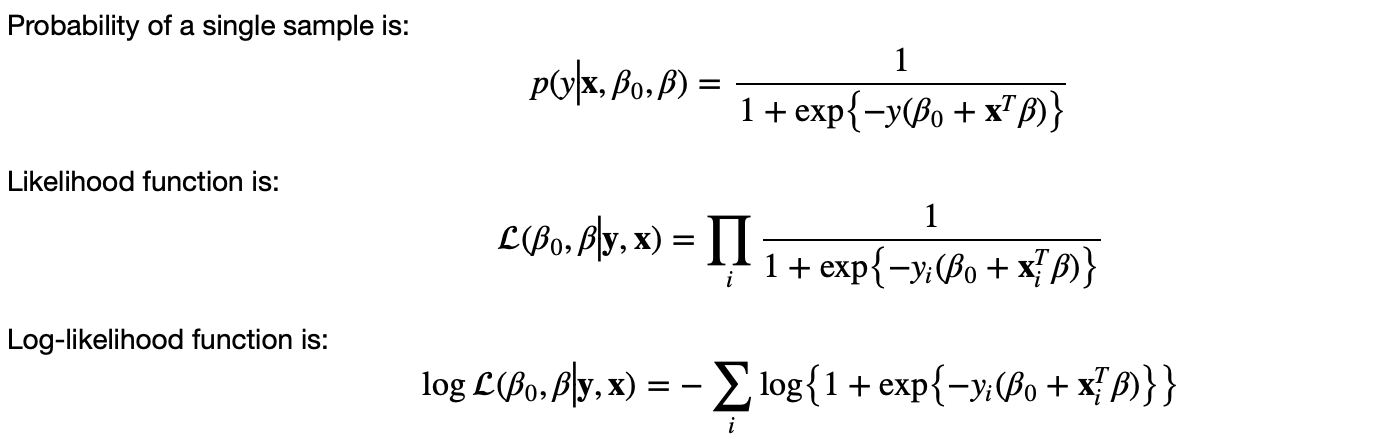 Probability of a single sample is:
p(y|x, β₀, β) = 1 / (1 + exp{−y(β₀ + xᵀβ)})
Likelihood function is:
ℒ(β₀, β|y, x) = ∏ᵢ 1 / (1 + exp{−yᵢ(β₀ + xᵢᵀβ)})
Log-likelihood function is:
log ℒ(β₀, β|y, x) = − ∑ᵢ log{1 + exp{−yᵢ(β₀ + xᵢᵀβ)}}